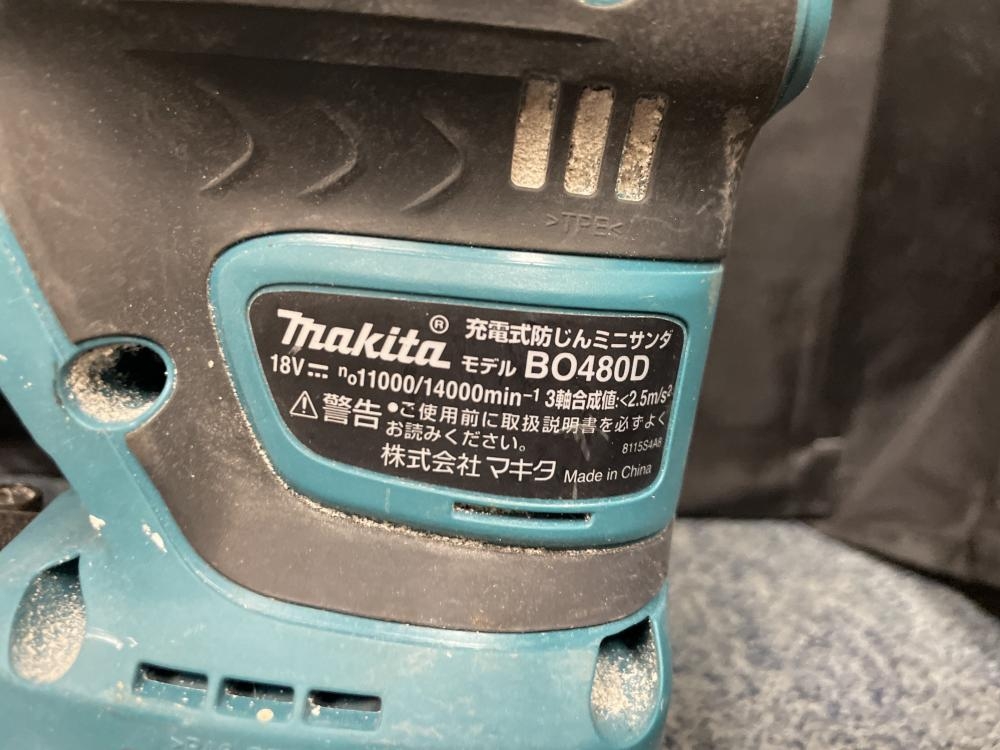 >TPE<
makita® 充電式防じんミニサンダ
モデル BO480D
18V⎓ n₀11000/14000min⁻¹ 3軸合成値:<2.5m/s²
⚠警告 •ご使用前に取扱説明書を必ずよく
お読みください。
8115S4A8
株式会社 マキタ Made in China